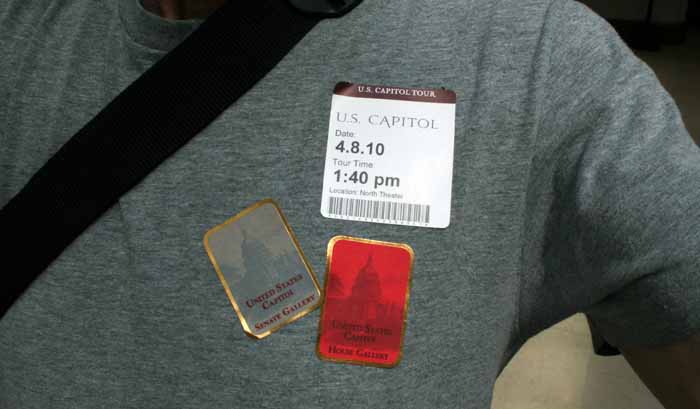 U.S. CAPITOL TOUR
U.S. CAPITOL
Date:
4.8.10
Tour Time
1:40 pm
Location: North Theater
UNITED STATES
CAPITOL
SENATE GALLERY
UNITED STATES
CAPITOL
HOUSE GALLERY